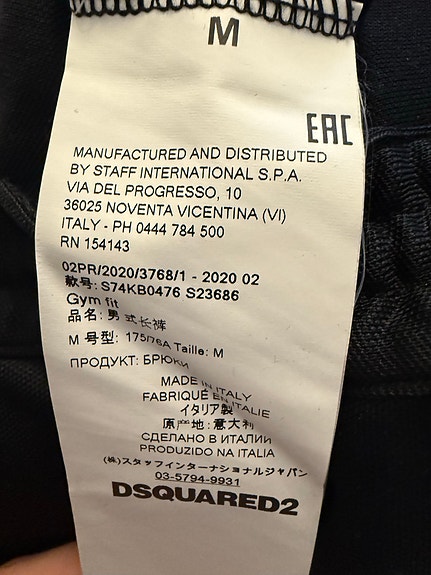 M
EAC
MANUFACTURED AND DISTRIBUTED
BY STAFF INTERNATIONAL S.P.A.
VIA DEL PROGRESSO, 10
36025 NOVENTA VICENTINA (VI)
ITALY - PH 0444 784 500
RN 154143
02PR/2020/3768/1 - 2020 02
款号: S74KB0476 S23686
Gym fit
品名: 男式长裤
M 号型: 175/76A Taille: M
ПРОДУКТ: БРЮКИ
MADE IN ITALY
FABRIQUÉ EN ITALIE
イタリア製
原产地: 意大利
СДЕЛАНО В ИТАЛИИ
PRODUZIDO NA ITALIA
(株)スタッフインターナショナルジャパン
03-5794-9931
DSQUARED2